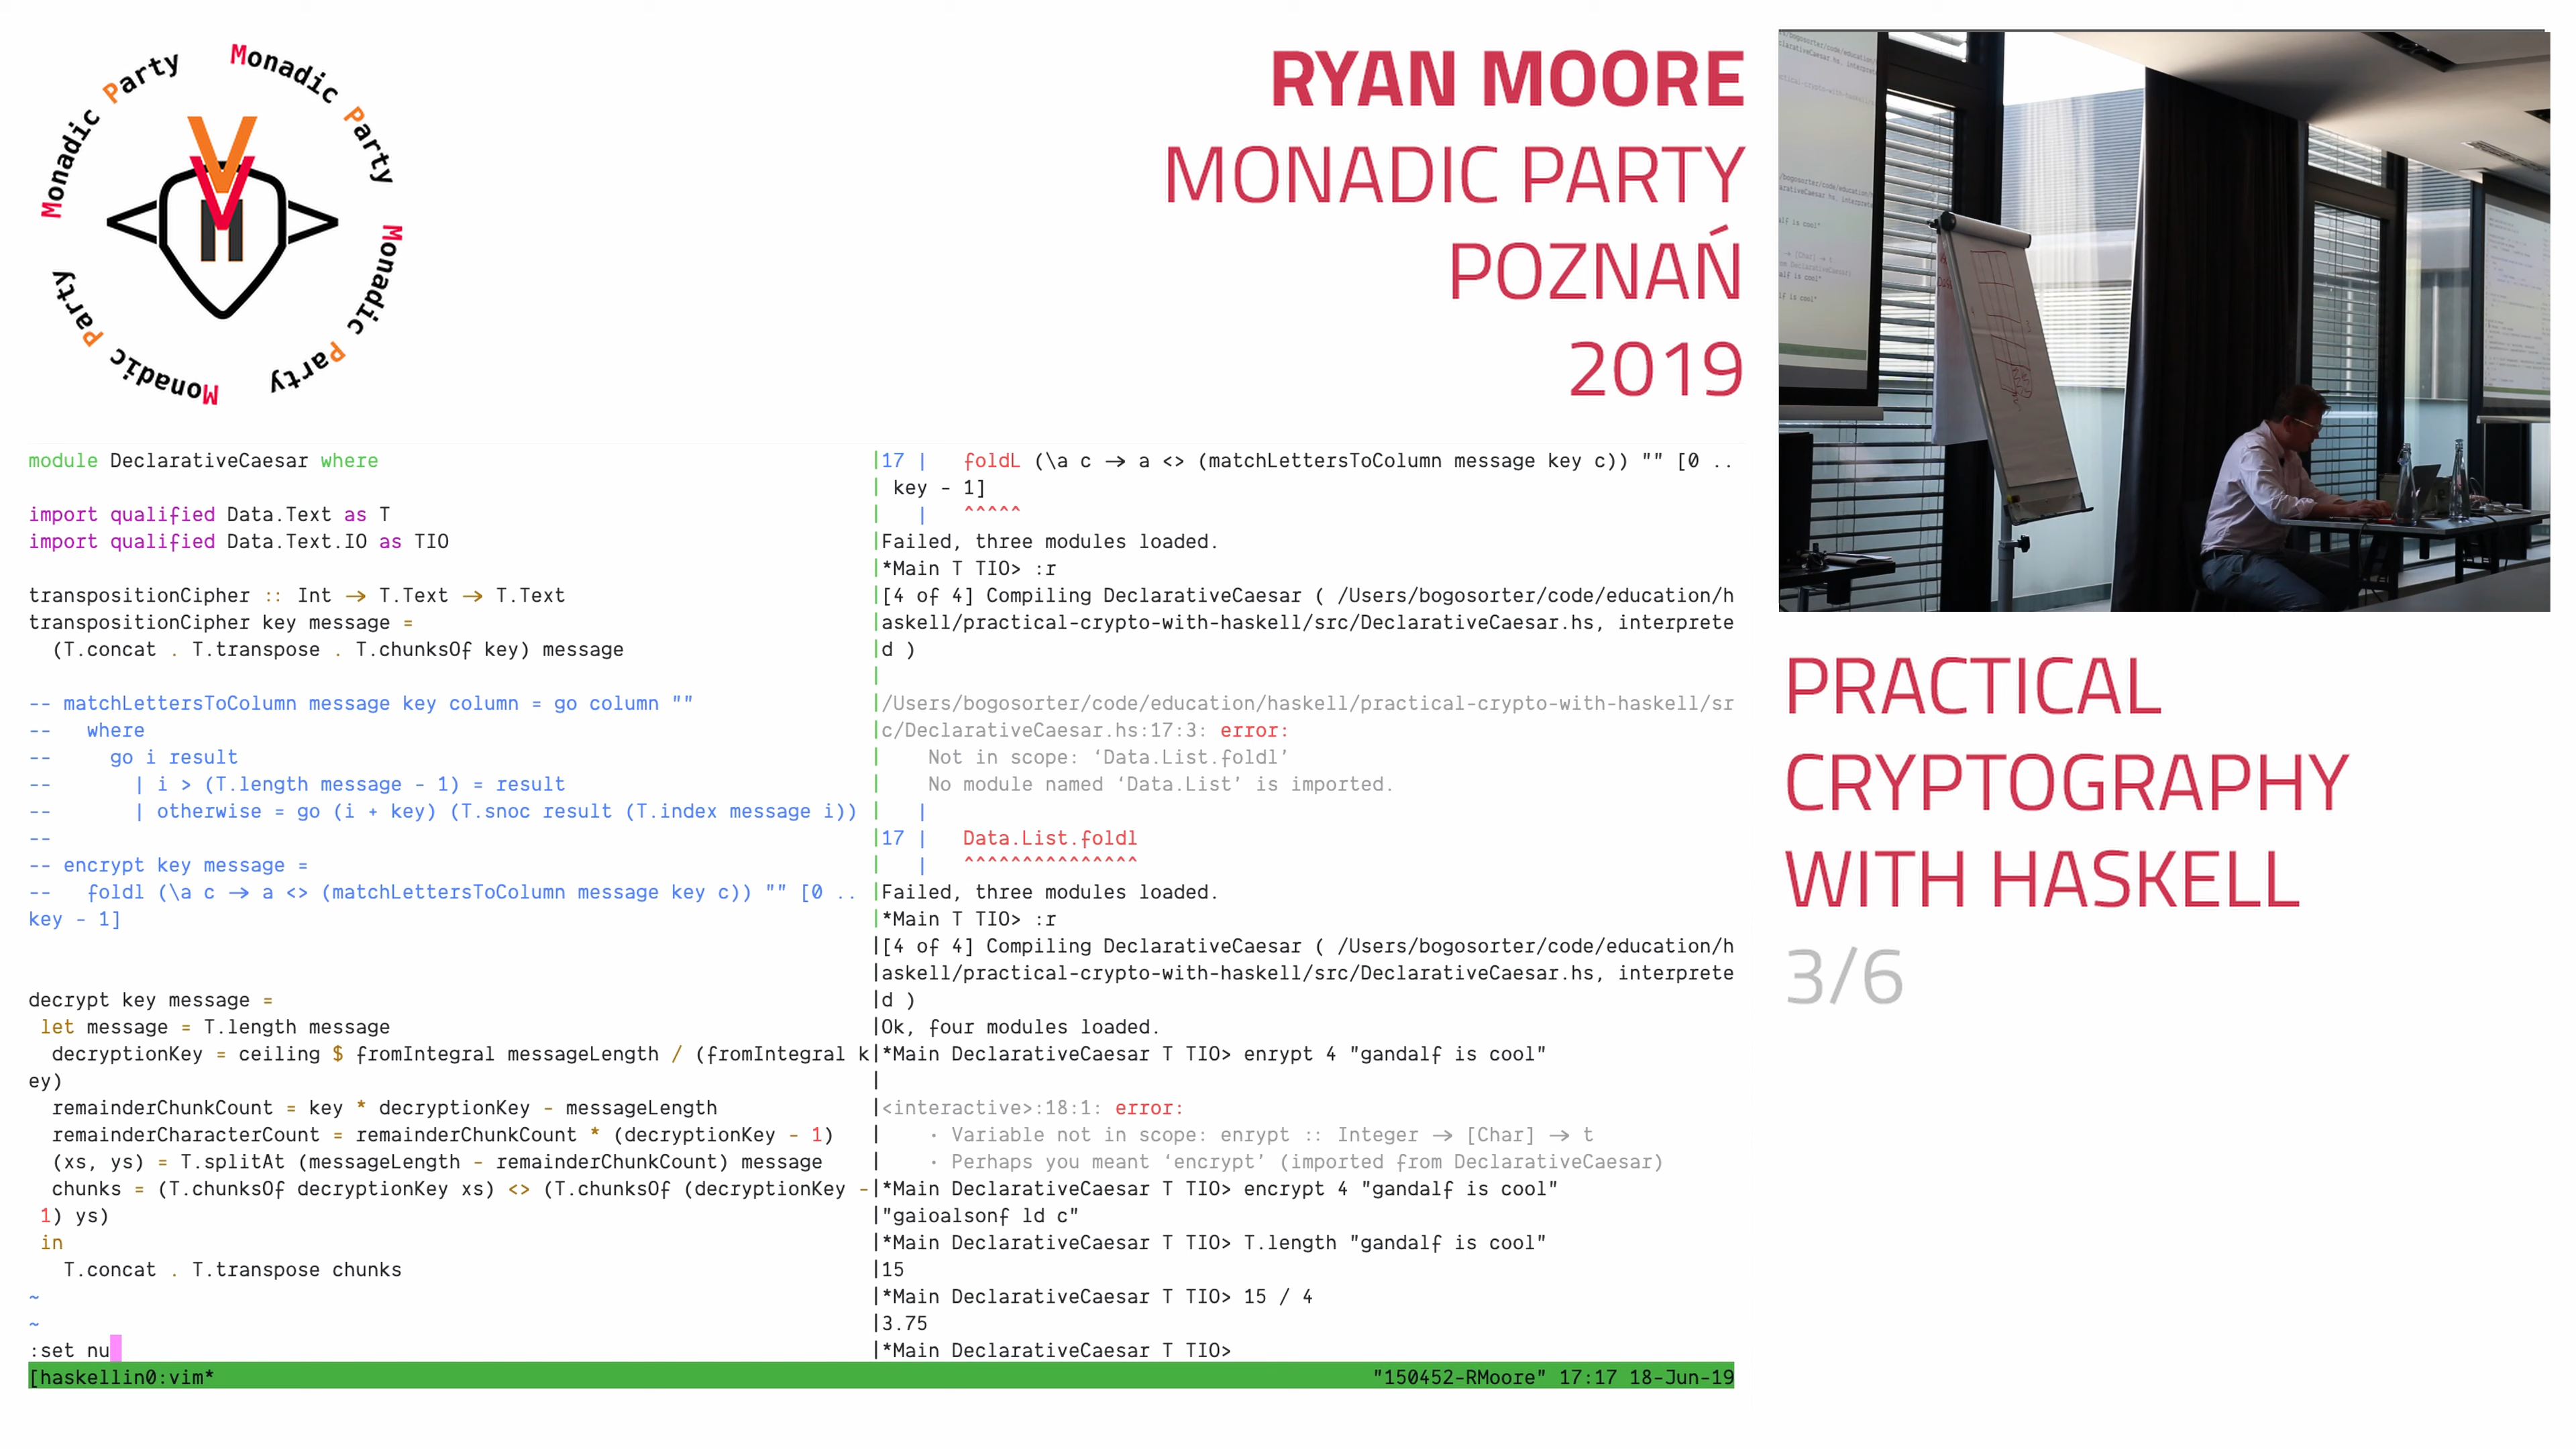 Monadic Party Monadic Party Monadic Party Monadic Party
RYAN MOORE
MONADIC PARTY
POZNAŃ
2019
module DeclarativeCaesar where
import qualified Data.Text as T
import qualified Data.Text.IO as TIO
transpositionCipher :: Int → T.Text → T.Text
transpositionCipher key message =
(T.concat . T.transpose . T.chunksOf key) message
-- matchLettersToColumn message key column = go column ""
-- where
-- go i result
-- | i > (T.length message - 1) = result
-- | otherwise = go (i + key) (T.snoc result (T.index message i))
--
-- encrypt key message =
-- foldl (\a c → a <> (matchLettersToColumn message key c)) "" [0 ..
key - 1]
decrypt key message =
let message = T.length message
decryptionKey = ceiling $ fromIntegral messageLength / (fromIntegral k
ey)
remainderChunkCount = key * decryptionKey - messageLength
remainderCharacterCount = remainderChunkCount * (decryptionKey - 1)
(xs, ys) = T.splitAt (messageLength - remainderChunkCount) message
chunks = (T.chunksOf decryptionKey xs) <> (T.chunksOf (decryptionKey -
1) ys)
in
T.concat . T.transpose chunks
~
~
:set nu
17 | foldL (\a c → a <> (matchLettersToColumn message key c)) "" [0 ..
key - 1]
| ^^^^^
Failed, three modules loaded.
*Main T TIO> :r
[4 of 4] Compiling DeclarativeCaesar ( /Users/bogosorter/code/education/h
askell/practical-crypto-with-haskell/src/DeclarativeCaesar.hs, interprete
d )
/Users/bogosorter/code/education/haskell/practical-crypto-with-haskell/sr
c/DeclarativeCaesar.hs:17:3: error:
Not in scope: ‘Data.List.foldl’
No module named ‘Data.List’ is imported.
|
17 | Data.List.foldl
| ^^^^^^^^^^^^^^^
Failed, three modules loaded.
*Main T TIO> :r
[4 of 4] Compiling DeclarativeCaesar ( /Users/bogosorter/code/education/h
askell/practical-crypto-with-haskell/src/DeclarativeCaesar.hs, interprete
d )
Ok, four modules loaded.
*Main DeclarativeCaesar T TIO> enrypt 4 "gandalf is cool"
<interactive>:18:1: error:
• Variable not in scope: enrypt :: Integer → [Char] → t
• Perhaps you meant ‘encrypt’ (imported from DeclarativeCaesar)
*Main DeclarativeCaesar T TIO> encrypt 4 "gandalf is cool"
"gaioalsonf ld c"
*Main DeclarativeCaesar T TIO> T.length "gandalf is cool"
15
*Main DeclarativeCaesar T TIO> 15 / 4
3.75
*Main DeclarativeCaesar T TIO>
[haskellin0:vim* "150452-RMoore" 17:17 18-Jun-19
PRACTICAL
CRYPTOGRAPHY
WITH HASKELL
3/6